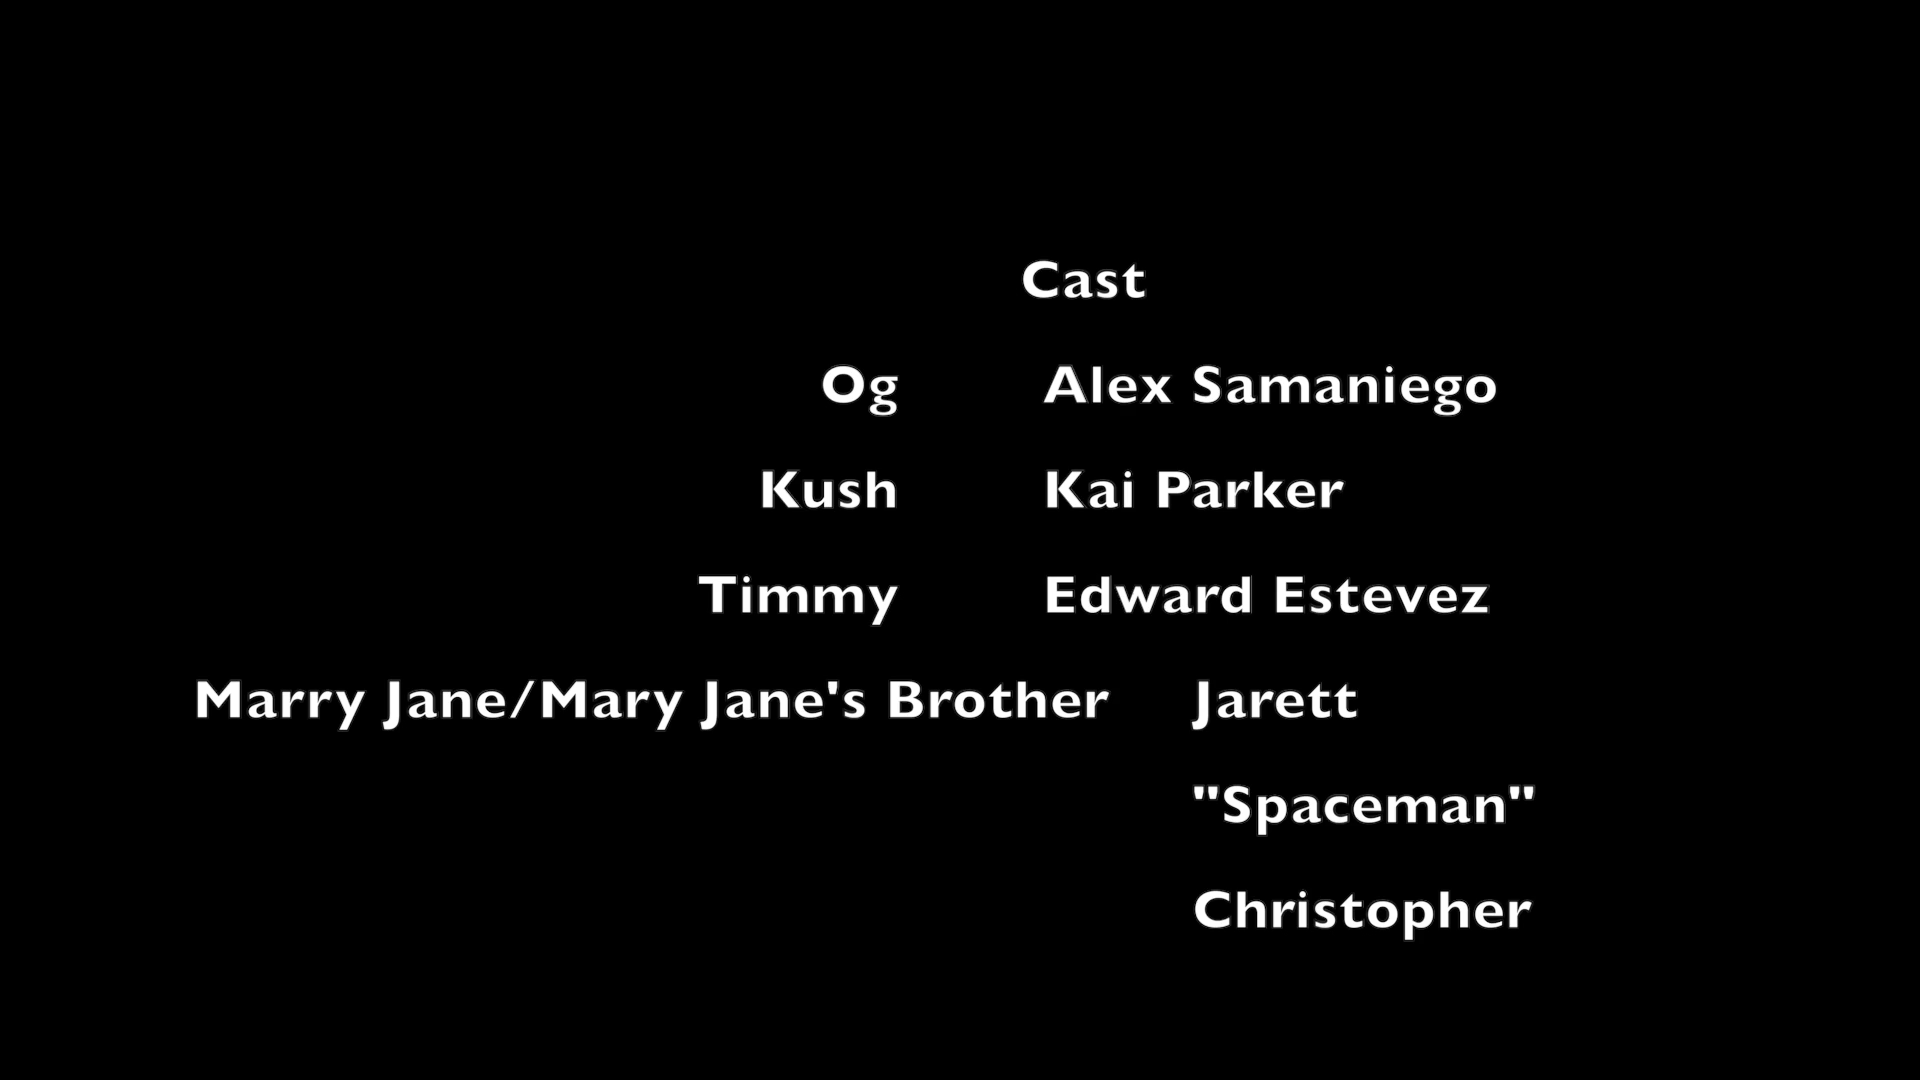 Cast
Og Alex Samaniego
Kush Kai Parker
Timmy Edward Estevez
Marry Jane/Mary Jane's Brother Jarett
"Spaceman"
Christopher